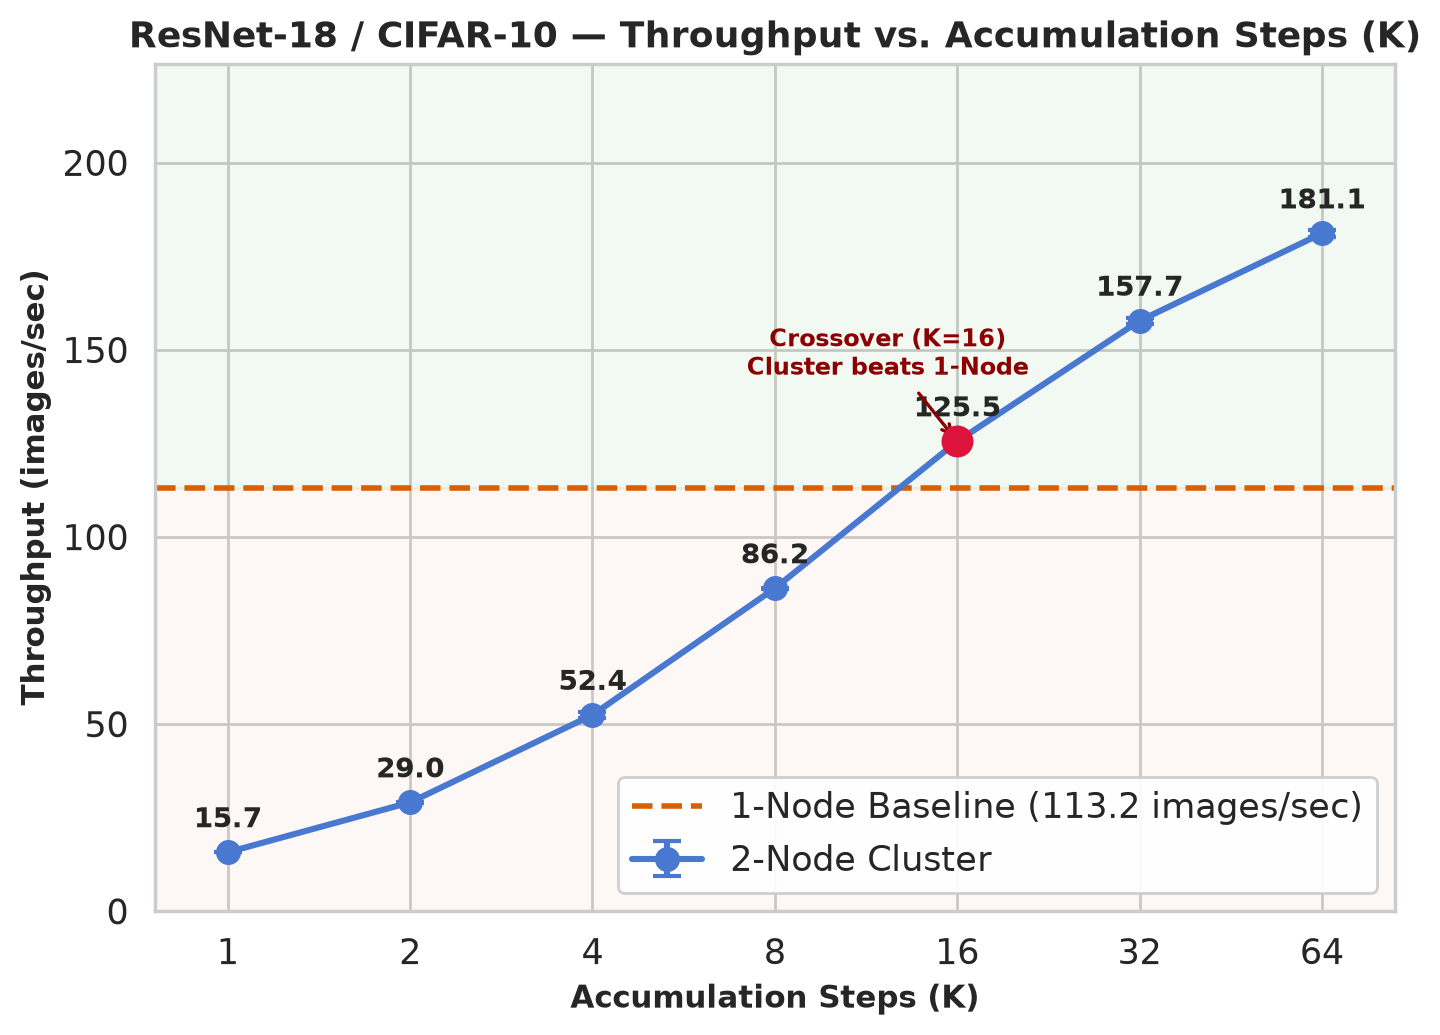 ResNet-18 / CIFAR-10 — Throughput vs. Accumulation Steps (K)
Throughput (images/sec)
200
150
100
50
0
181.1
157.7
Crossover (K=16)
Cluster beats 1-Node
125.5
86.2
52.4
29.0
15.7
1-Node Baseline (113.2 images/sec)
2-Node Cluster
1 2 4 8 16 32 64
Accumulation Steps (K)